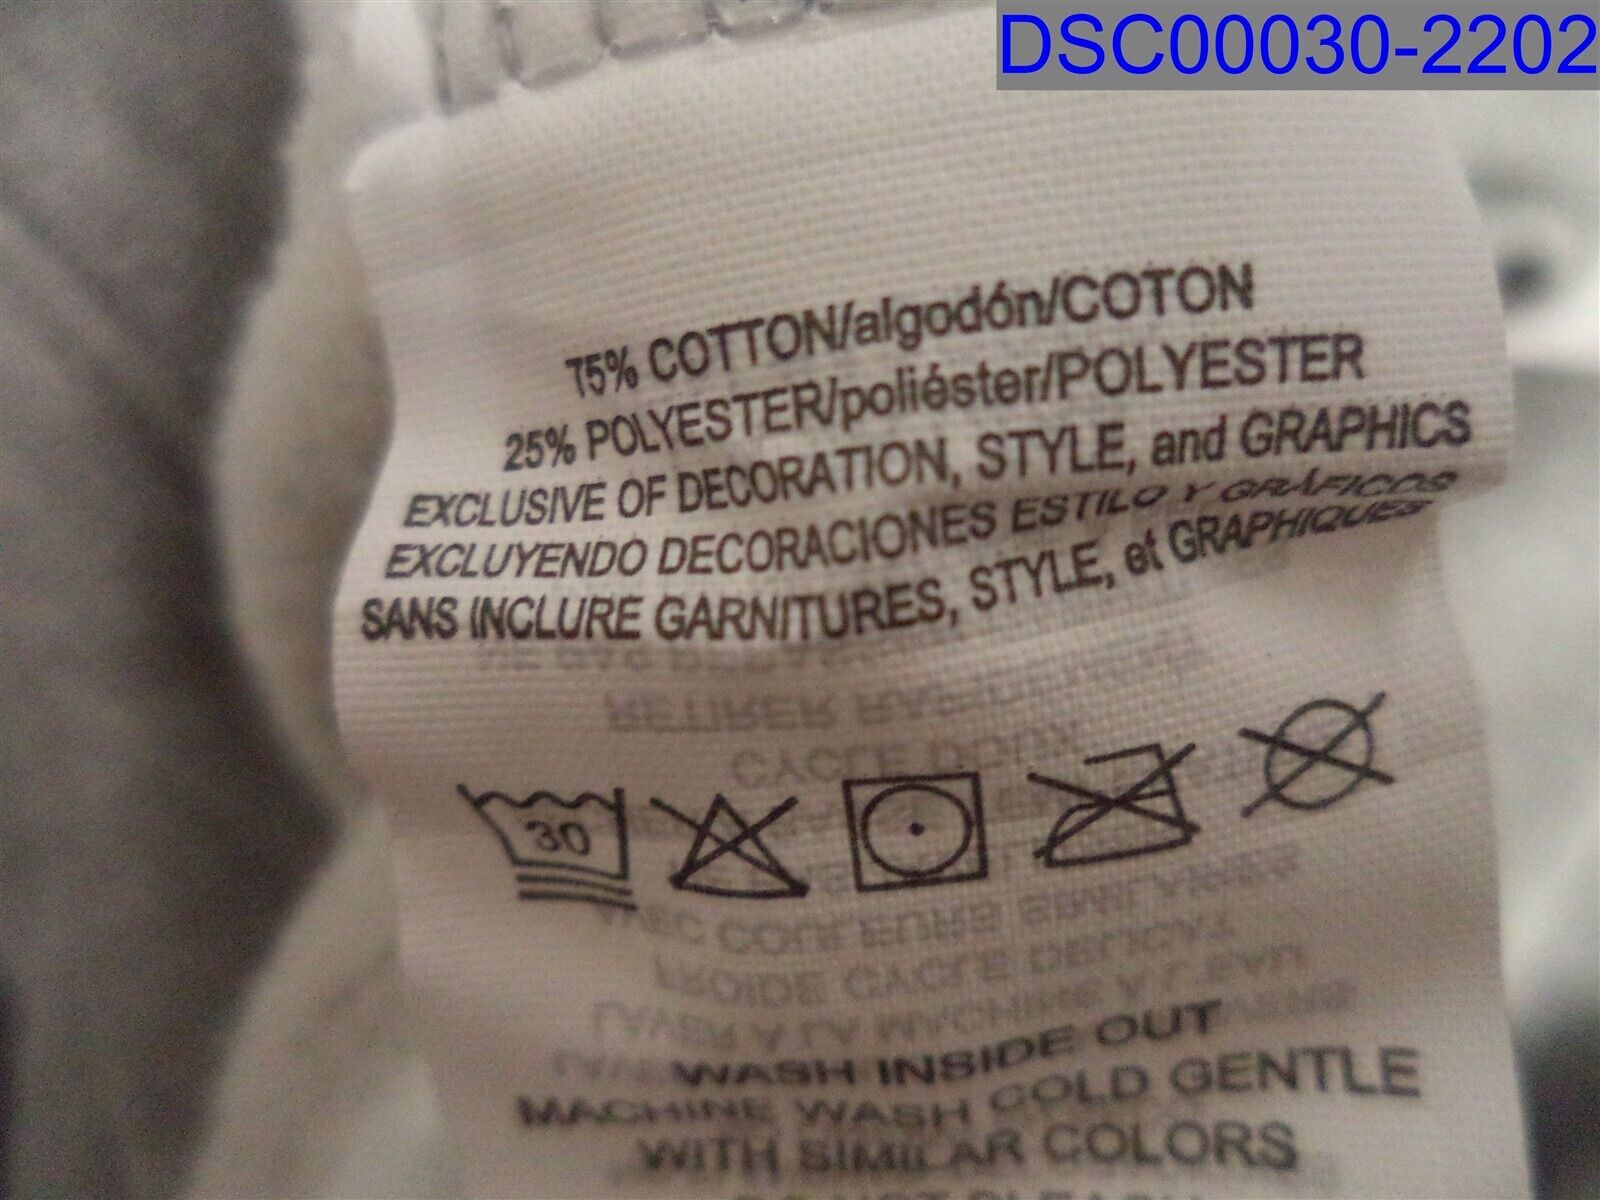 DSC00030-2202
75% COTTON/algodón/COTON
25% POLYESTER/poliéster/POLYESTER
EXCLUSIVE OF DECORATION, STYLE, and GRAPHICS
EXCLUYENDO DECORACIONES ESTILO Y GRÁFICOS
SANS INCLURE GARNITURES, STYLE, et GRAPHIQUES
30
WASH INSIDE OUT
MACHINE WASH COLD GENTLE
WITH SIMILAR COLORS